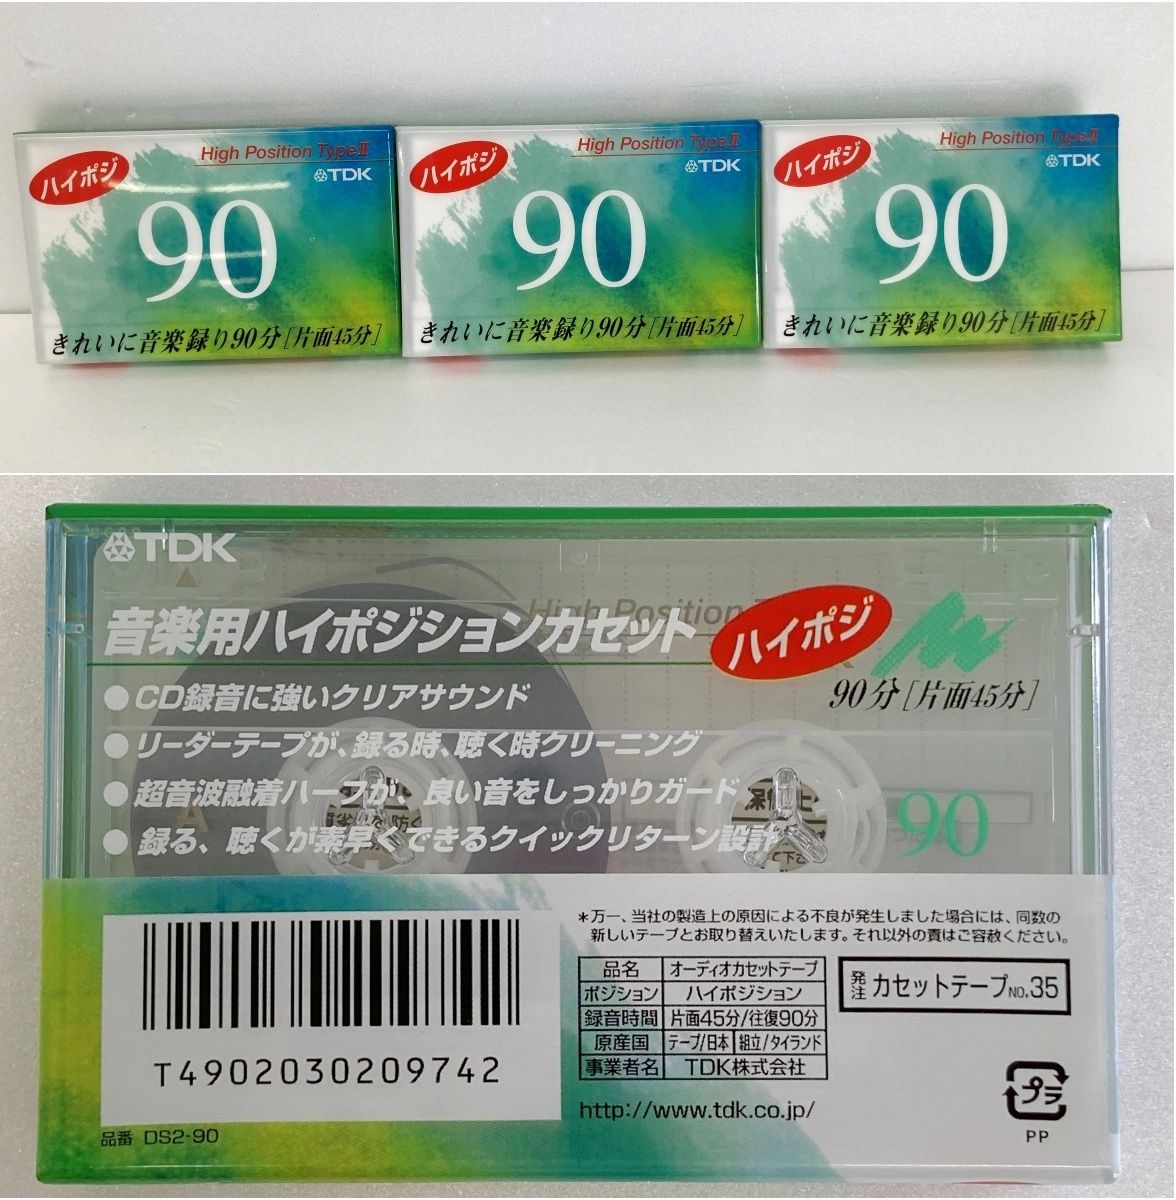 ハイポジ
High Position TypeⅡ
TDK
90
きれいに音楽録り90分[片面45分]
ハイポジ
High Position TypeⅡ
TDK
90
きれいに音楽録り90分[片面45分]
ハイポジ
High Position TypeⅡ
TDK
90
きれいに音楽録り90分[片面45分]
TDK
High Position
音楽用ハイポジションカセット
ハイポジ
90分[片面45分]
●CD録音に強いクリアサウンド
●リーダーテープが、録る時、聴く時クリーニング
●超音波融着ハーフが、良い音をしっかりガード
●録る、聴くが素早くできるクイックリターン設計
A
90
T4902030209742
品番 DS2-90
*万一、当社の製造上の原因による不良が発生しました場合には、同数の
新しいテープとお取り替えいたします。それ以外の責はご容赦ください。
品名 オーディオカセットテープ
ポジション ハイポジション
録音時間 片面45分/往復90分
原産国 テープ/日本 組立/タイランド
事業者名 TDK株式会社
発注 カセットテープNO.35
http://www.tdk.co.jp/
プラ
PP